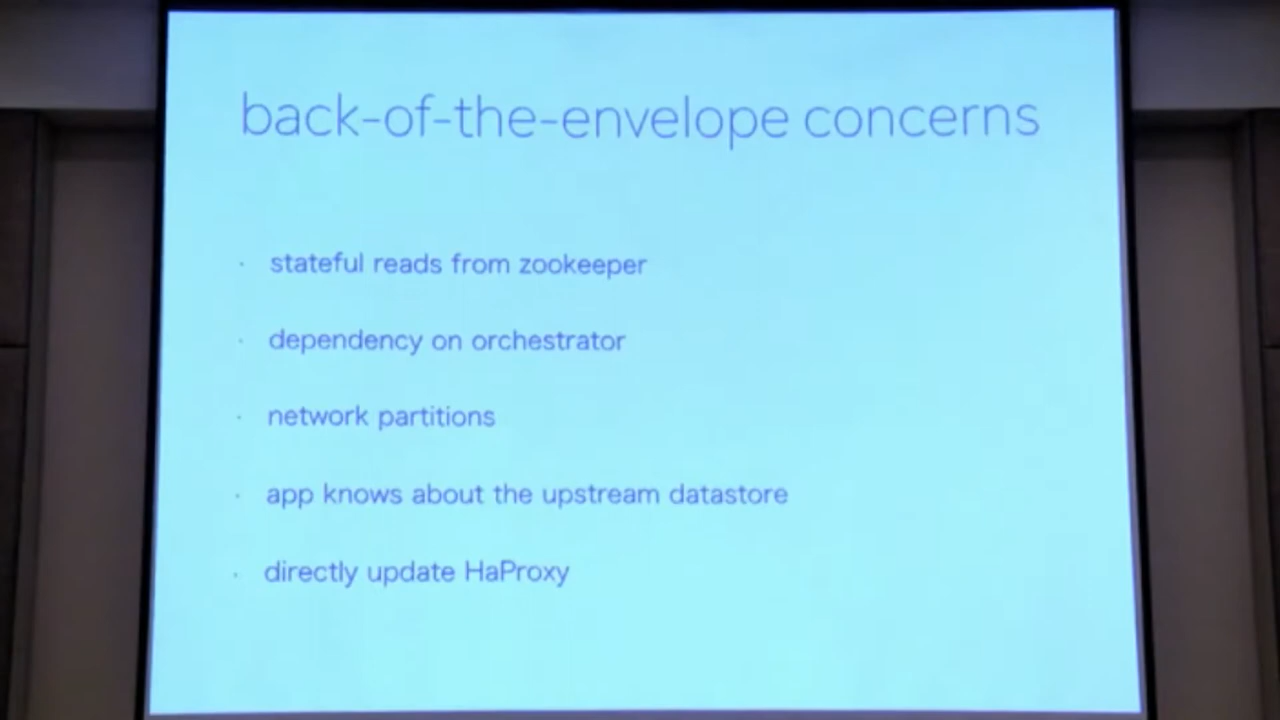 back-of-the-envelope concerns
· stateful reads from zookeeper
· dependency on orchestrator
· network partitions
· app knows about the upstream datastore
· directly update HaProxy